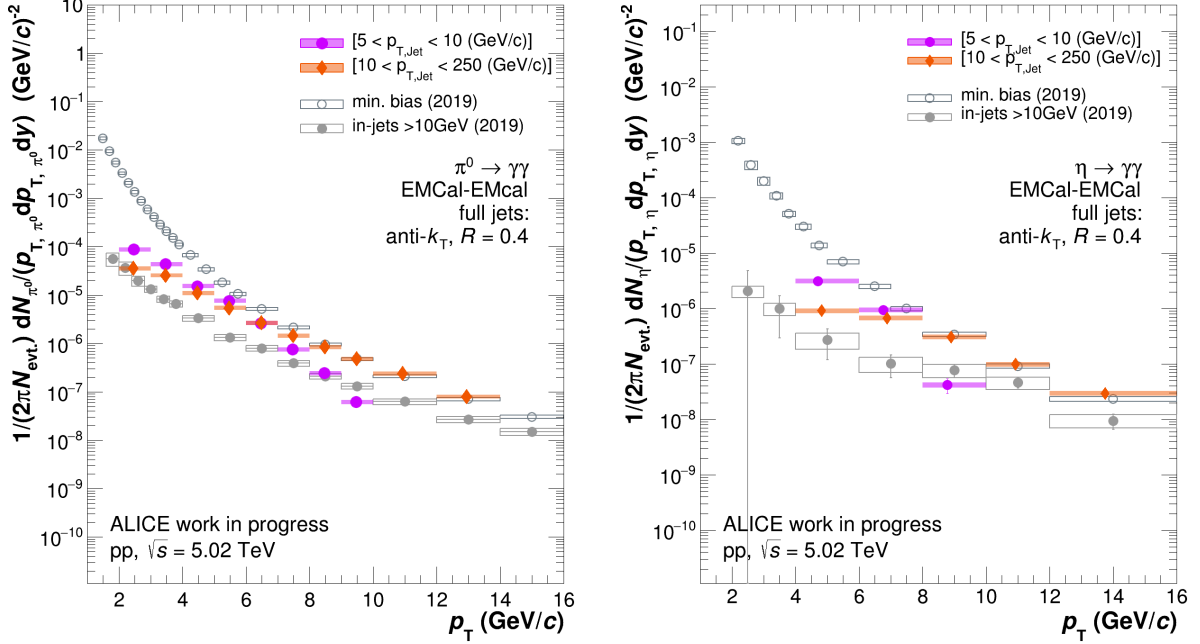 1/(2πN_evt.) dN_π⁰/(p_T, π⁰ dp_T, π⁰ dy) (GeV/c)⁻²
10
1
10⁻¹
10⁻²
10⁻³
10⁻⁴
10⁻⁵
10⁻⁶
10⁻⁷
10⁻⁸
10⁻⁹
10⁻¹⁰
[5 < p_T,Jet < 10 (GeV/c)]
[10 < p_T,Jet < 250 (GeV/c)]
min. bias (2019)
in-jets >10GeV (2019)
π⁰ → γγ
EMCal-EMcal
full jets:
anti-k_T, R = 0.4
ALICE work in progress
pp, √s = 5.02 TeV
2 4 6 8 10 12 14 16
p_T (GeV/c)
1/(2πN_evt.) dN_η/(p_T, η dp_T, η dy) (GeV/c)⁻²
10⁻¹
10⁻²
10⁻³
10⁻⁴
10⁻⁵
10⁻⁶
10⁻⁷
10⁻⁸
10⁻⁹
10⁻¹⁰
[5 < p_T,Jet < 10 (GeV/c)]
[10 < p_T,Jet < 250 (GeV/c)]
min. bias (2019)
in-jets >10GeV (2019)
η → γγ
EMCal-EMCal
full jets:
anti-k_T, R = 0.4
ALICE work in progress
pp, √s = 5.02 TeV
2 4 6 8 10 12 14 16
p_T (GeV/c)